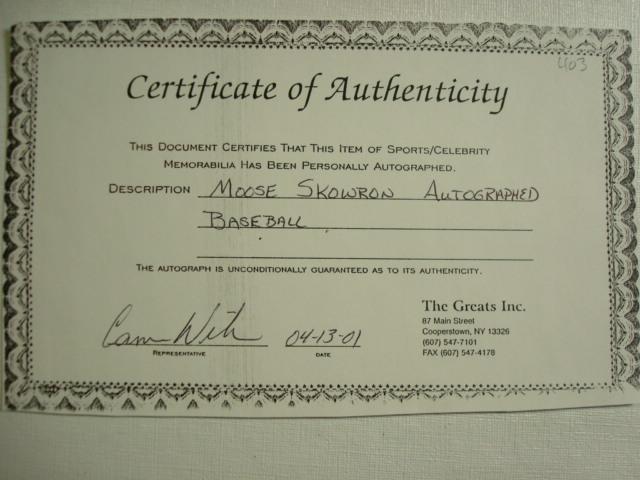 403
Certificate of Authenticity
THIS DOCUMENT CERTIFIES THAT THIS ITEM OF SPORTS/CELEBRITY
MEMORABILIA HAS BEEN PERSONALLY AUTOGRAPHED.
DESCRIPTION MOOSE SKOWRON AUTOGRAPHED
BASEBALL
THE AUTOGRAPH IS UNCONDITIONALLY GUARANTEED AS TO ITS AUTHENTICITY.
04-13-01
REPRESENTATIVE DATE
The Greats Inc.
87 Main Street
Cooperstown, NY 13326
(607) 547-7101
FAX (607) 547-4178